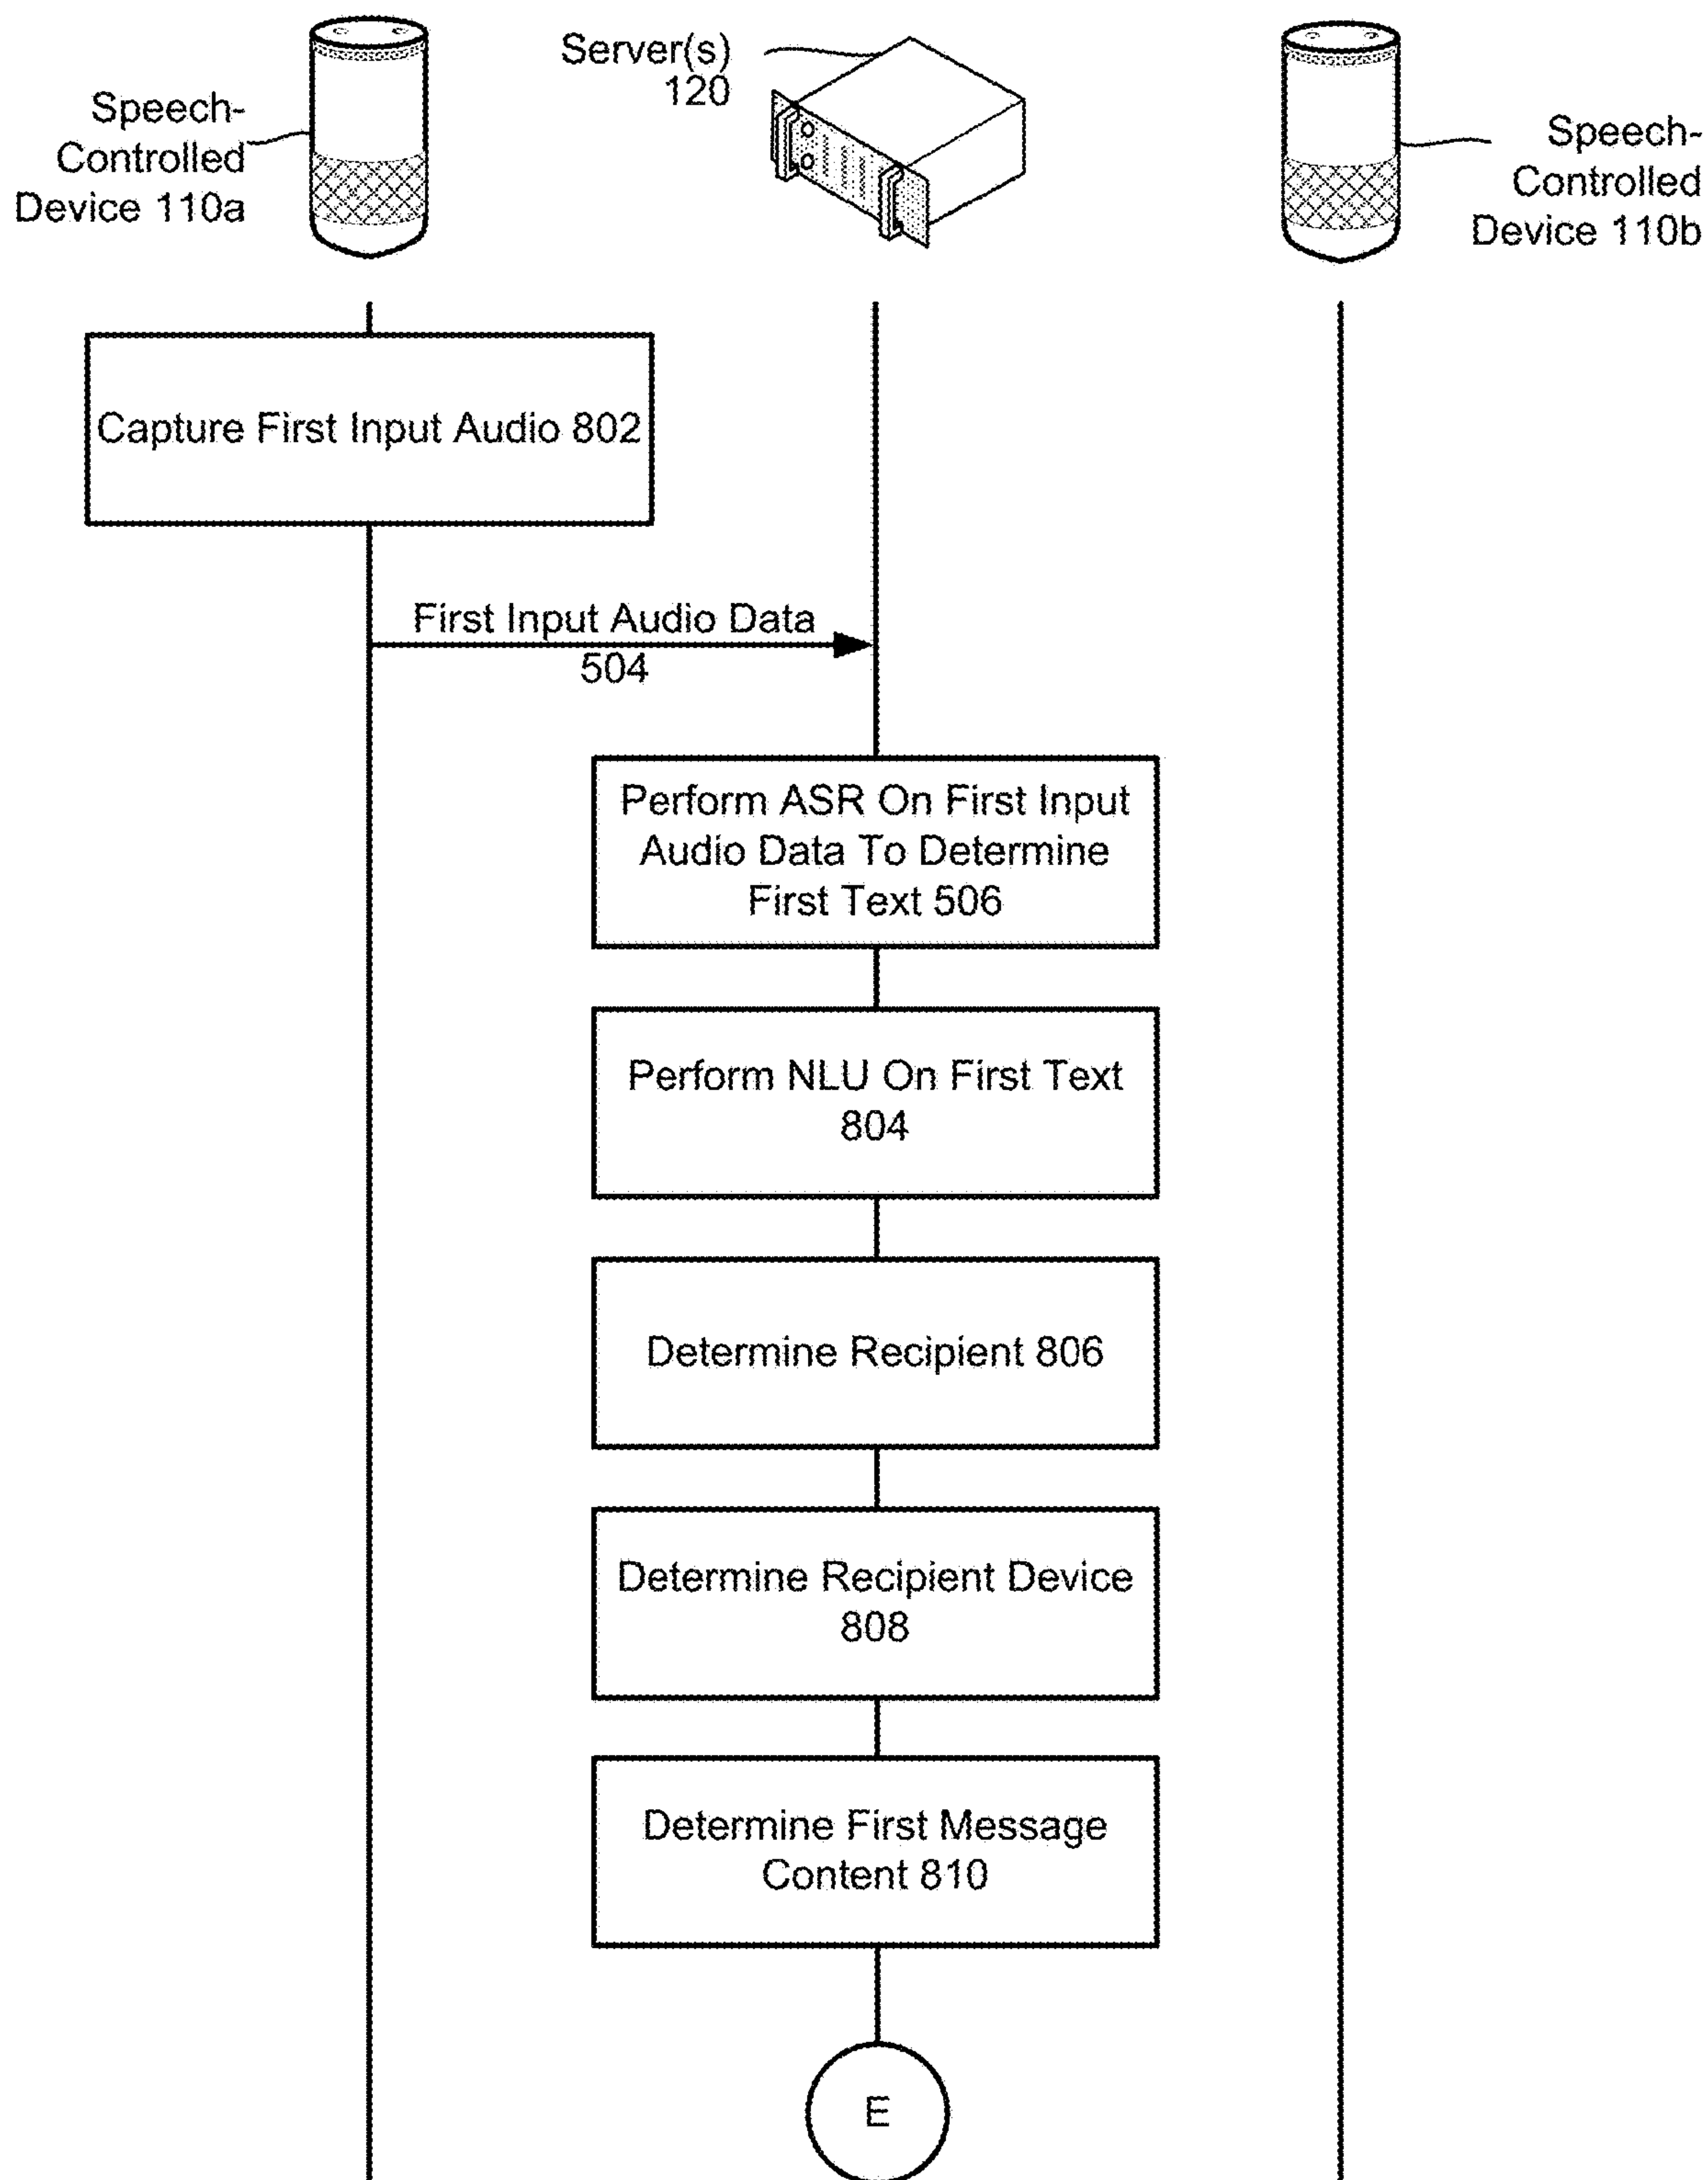 Speech-
Controlled
Device 110a
Server(s)
120
Speech-
Controlled
Device 110b
Capture First Input Audio 802
First Input Audio Data
504
Perform ASR On First Input
Audio Data To Determine
First Text 506
Perform NLU On First Text
804
Determine Recipient 806
Determine Recipient Device
808
Determine First Message
Content 810
E